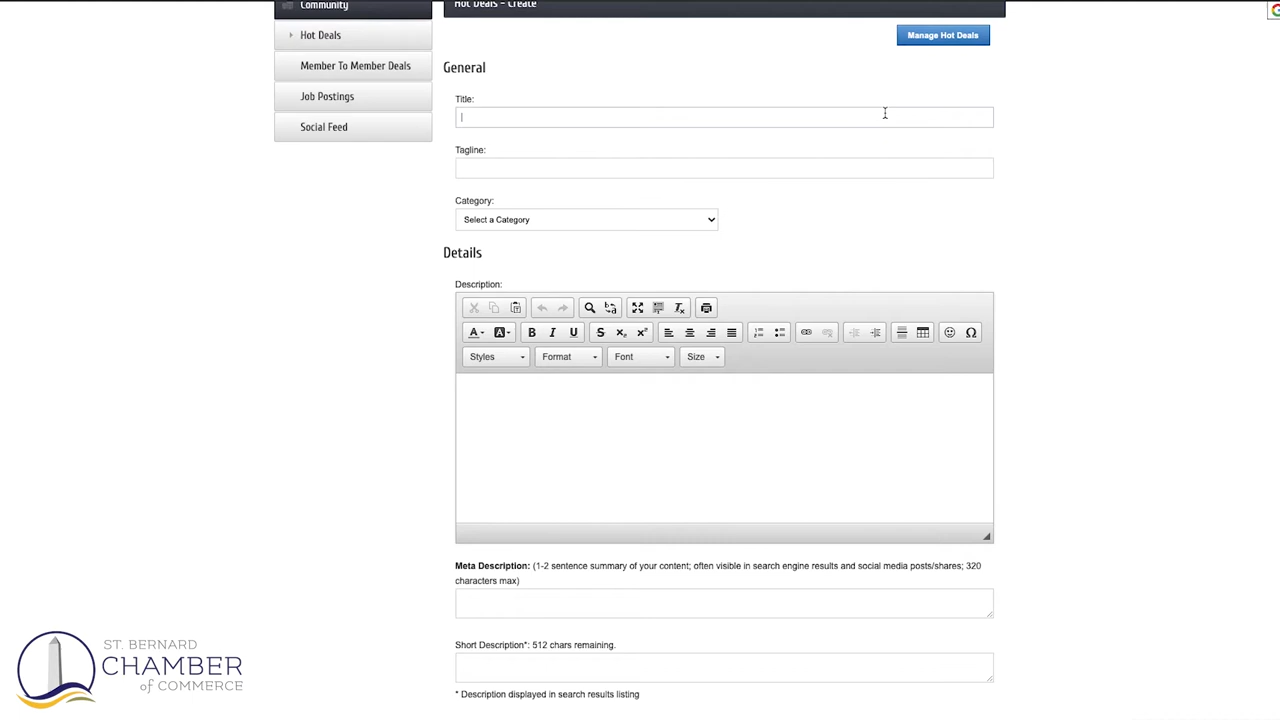 Community
Hot Deals - Create
Hot Deals
Manage Hot Deals
Member To Member Deals
Job Postings
Social Feed
General
Title:
Tagline:
Category:
Select a Category
Details
Description:
A A B I U S x₂ x² Ω
Styles Format Font Size
Meta Description: (1-2 sentence summary of your content; often visible in search engine results and social media posts/shares; 320
characters max)
Short Description*: 512 chars remaining.
* Description displayed in search results listing
ST. BERNARD
CHAMBER
of COMMERCE